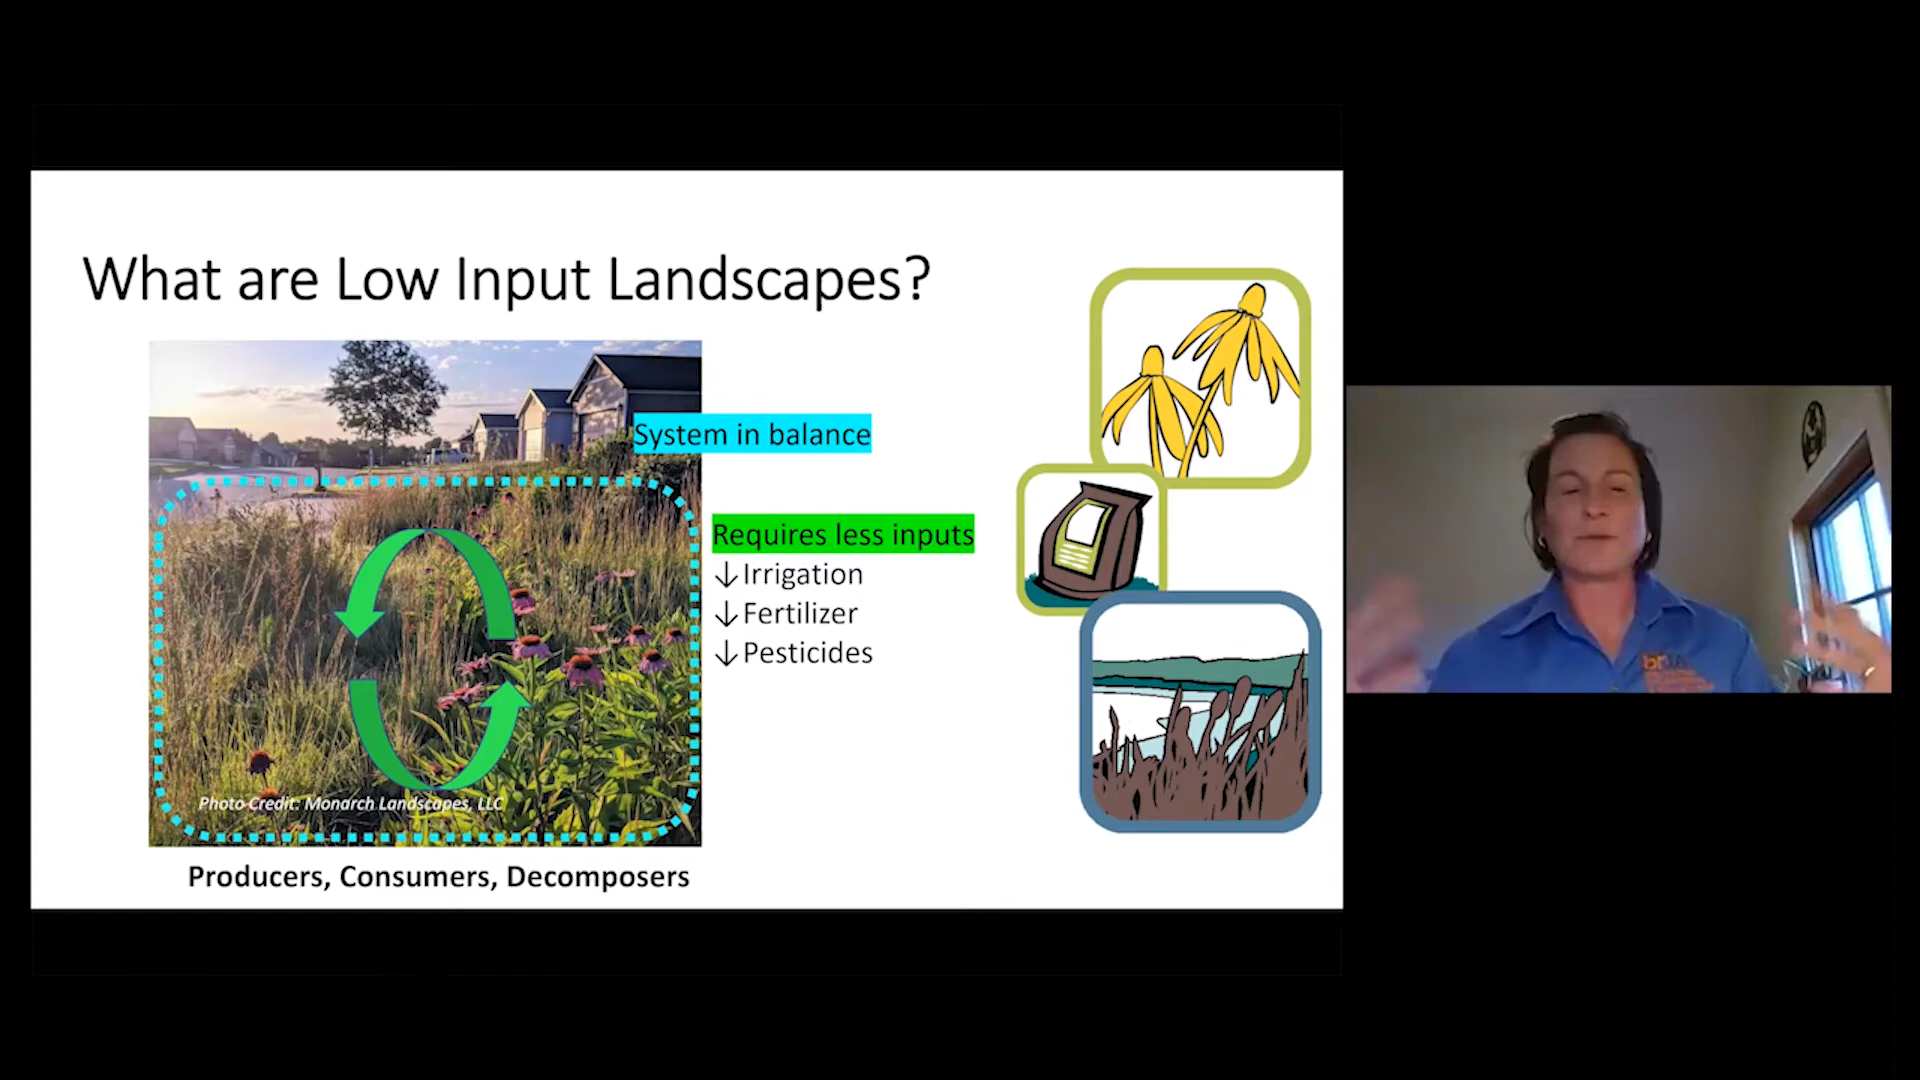 What are Low Input Landscapes?
System in balance
Requires less inputs
↓Irrigation
↓Fertilizer
↓Pesticides
Photo Credit: Monarch Landscapes, LLC
Producers, Consumers, Decomposers